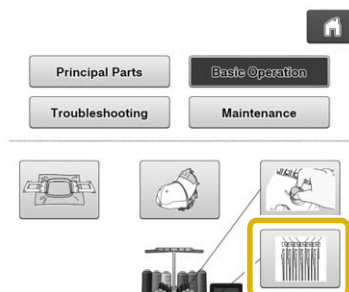 Principal Parts
Basic Operation
Troubleshooting
Maintenance